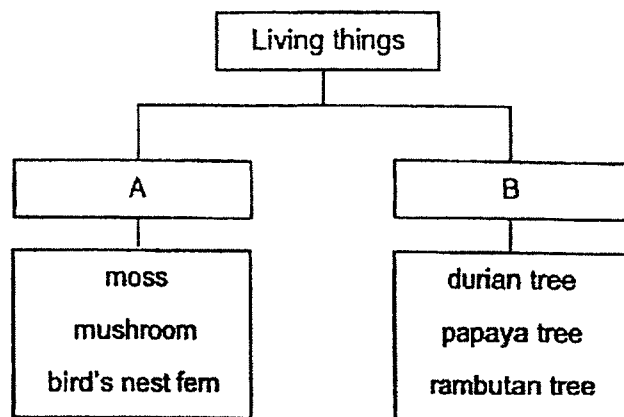 Living things
A
B
moss
mushroom
bird's nest fern
durian tree
papaya tree
rambutan tree